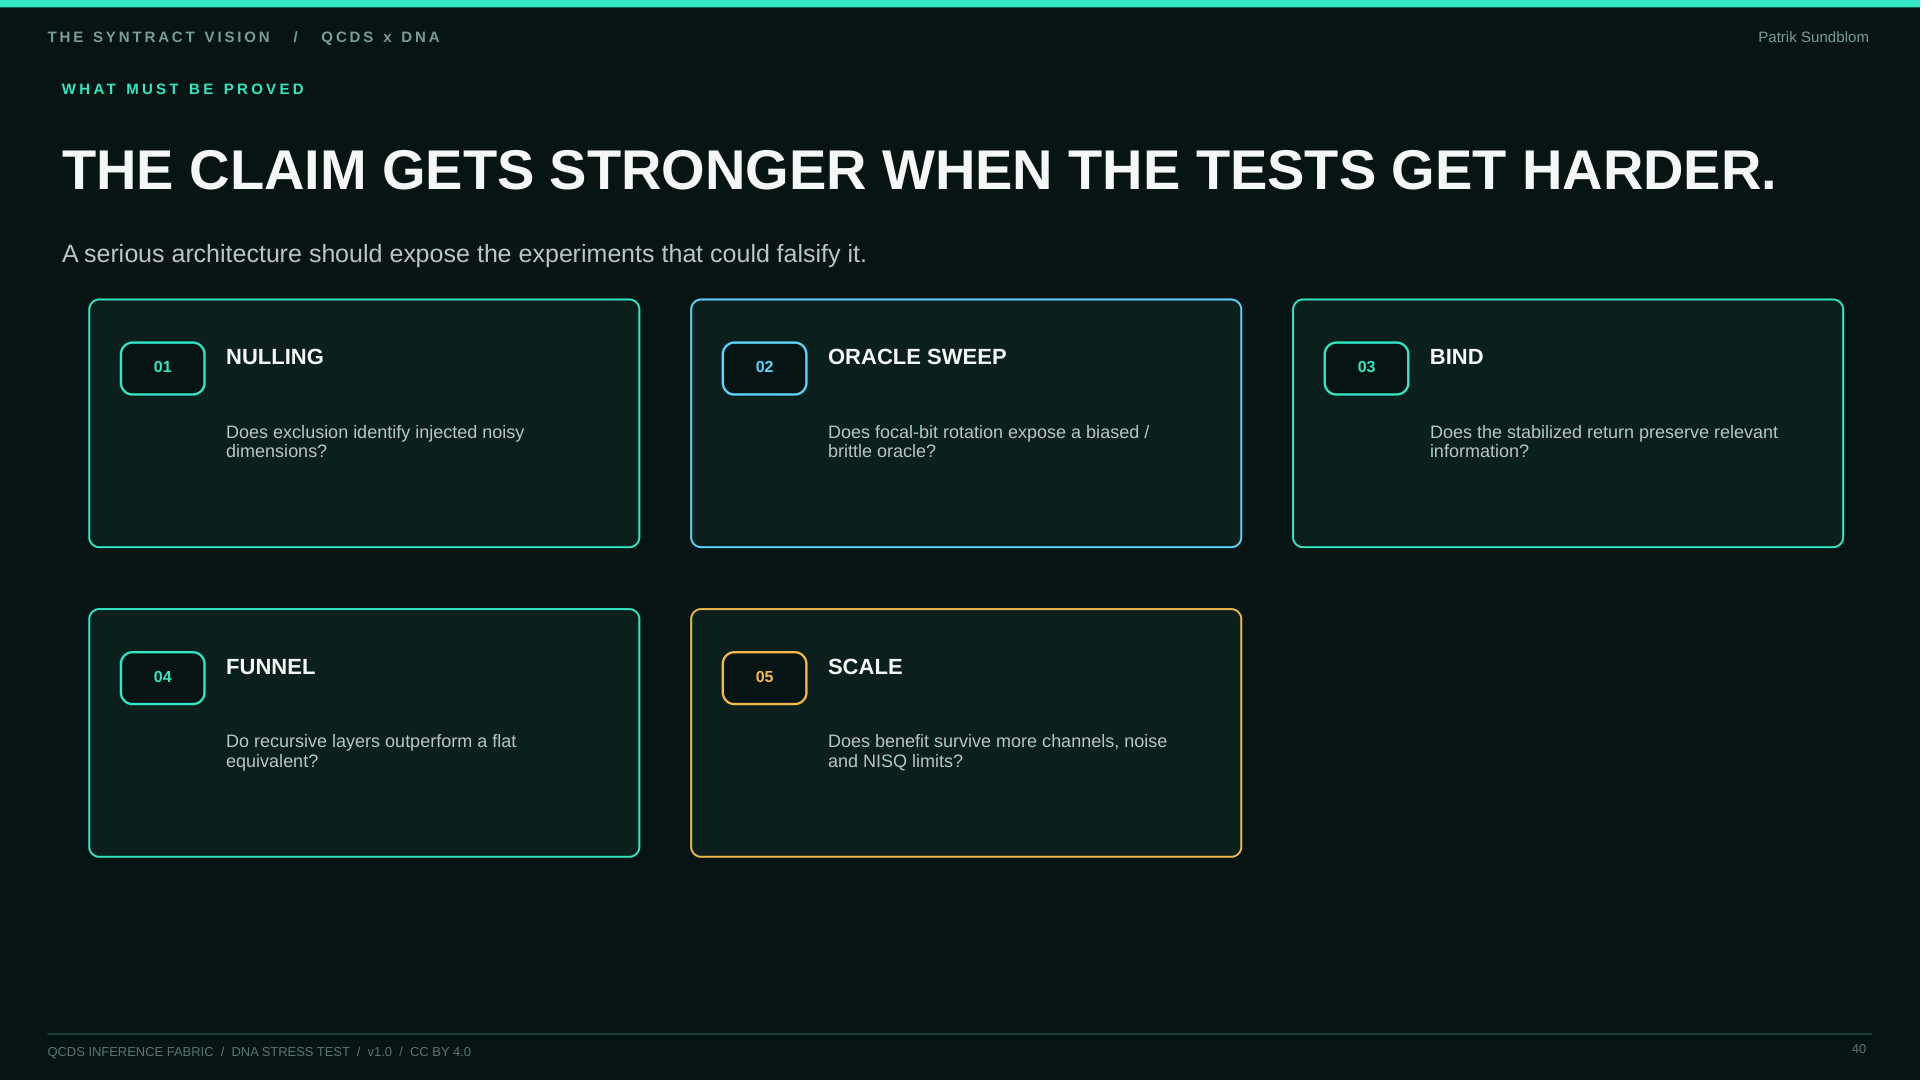 THE SYNTRACT VISION / QCDS x DNA
Patrik Sundblom
WHAT MUST BE PROVED
THE CLAIM GETS STRONGER WHEN THE TESTS GET HARDER.
A serious architecture should expose the experiments that could falsify it.
01
NULLING
Does exclusion identify injected noisy
dimensions?
02
ORACLE SWEEP
Does focal-bit rotation expose a biased /
brittle oracle?
03
BIND
Does the stabilized return preserve relevant
information?
04
FUNNEL
Do recursive layers outperform a flat
equivalent?
05
SCALE
Does benefit survive more channels, noise
and NISQ limits?
QCDS INFERENCE FABRIC / DNA STRESS TEST / v1.0 / CC BY 4.0
40